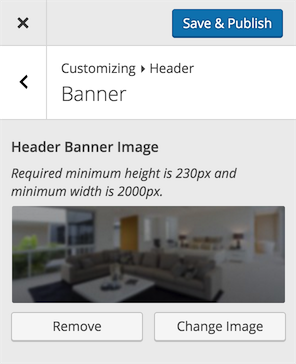 Save & Publish
Customizing Header
Banner
Header Banner Image
Required minimum height is 230px and
minimum width is 2000px.
Remove
Change Image